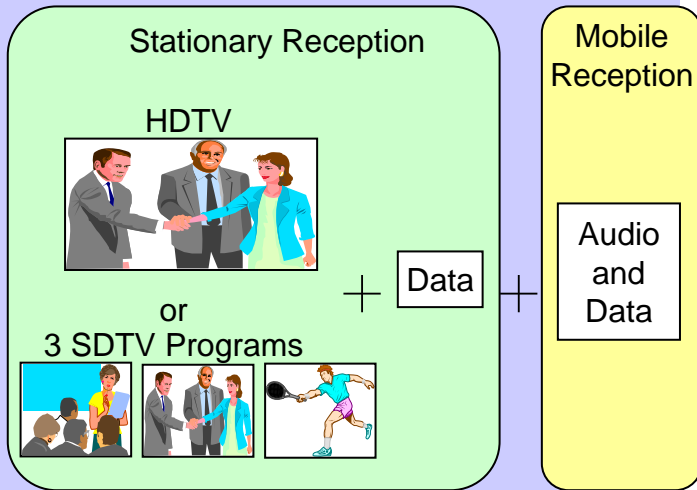 Stationary Reception
HDTV
or
3 SDTV Programs
+
Data
+
Mobile
Reception
Audio
and
Data